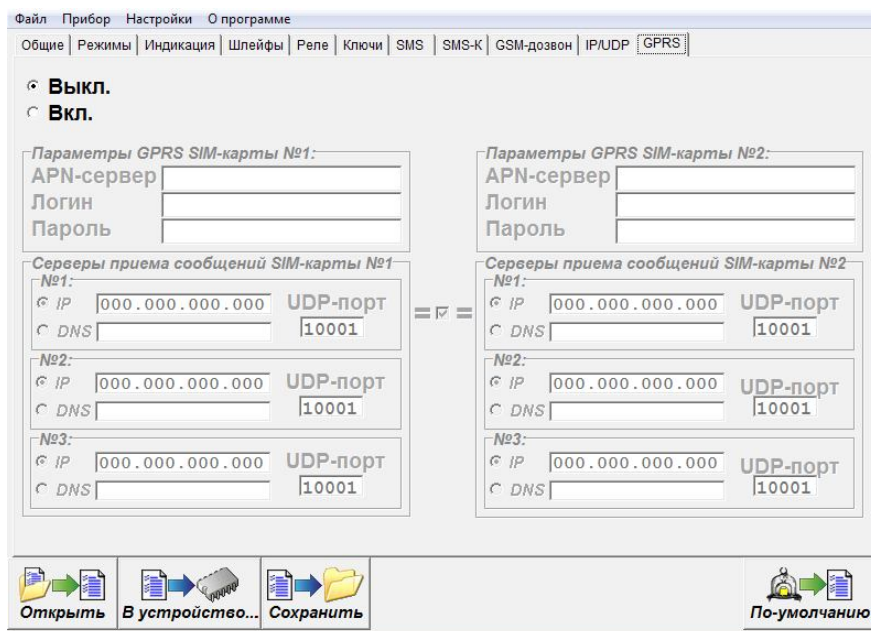 Файл Прибор Настройки О программе
Общие Режимы Индикация Шлейфы Реле Ключи SMS SMS-К GSM-дозвон IP/UDP GPRS
Выкл.
Вкл.
Параметры GPRS SIM-карты №1:
APN-сервер
Логин
Пароль
Серверы приема сообщений SIM-карты №1
№1:
IP 000.000.000.000 UDP-порт
DNS 10001
№2:
IP 000.000.000.000 UDP-порт
DNS 10001
№3:
IP 000.000.000.000 UDP-порт
DNS 10001
= =
Параметры GPRS SIM-карты №2:
APN-сервер
Логин
Пароль
Серверы приема сообщений SIM-карты №2
№1:
IP 000.000.000.000 UDP-порт
DNS 10001
№2:
IP 000.000.000.000 UDP-порт
DNS 10001
№3:
IP 000.000.000.000 UDP-порт
DNS 10001
Открыть В устройство... Сохранить По-умолчанию